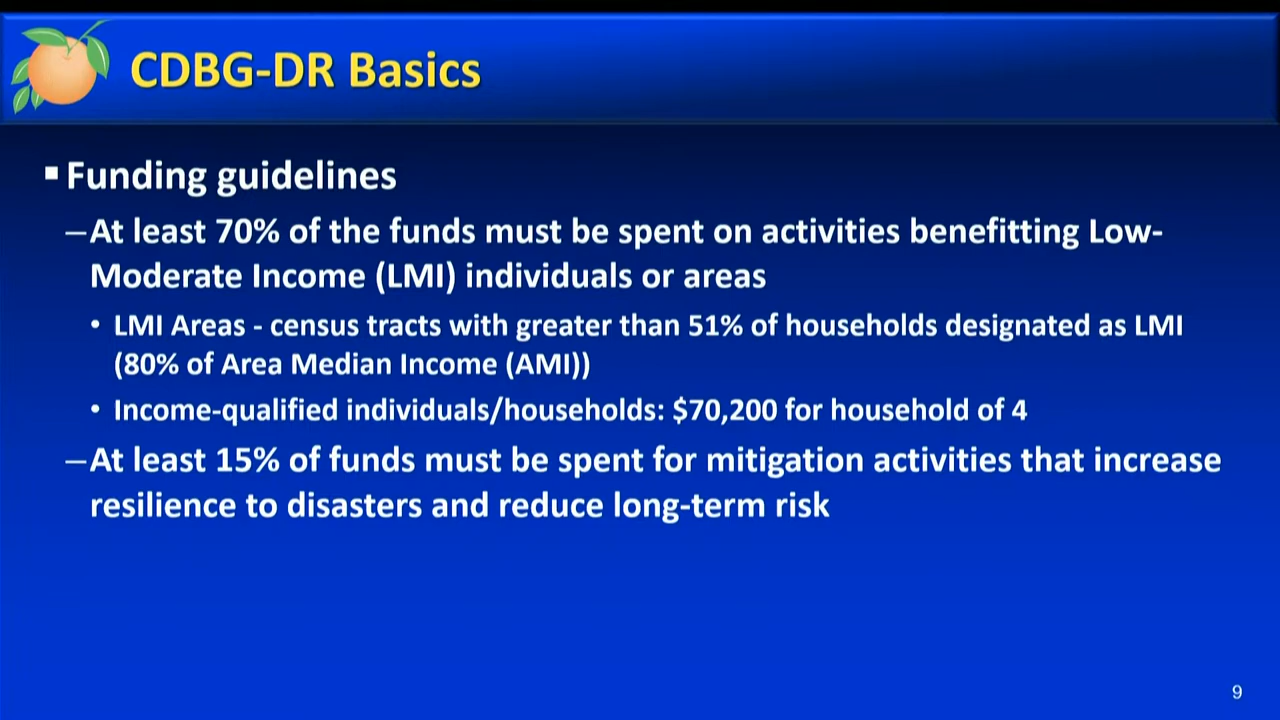 CDBG-DR Basics
▪ Funding guidelines
–At least 70% of the funds must be spent on activities benefitting Low-
Moderate Income (LMI) individuals or areas
• LMI Areas - census tracts with greater than 51% of households designated as LMI
(80% of Area Median Income (AMI))
• Income-qualified individuals/households: $70,200 for household of 4
–At least 15% of funds must be spent for mitigation activities that increase
resilience to disasters and reduce long-term risk
9